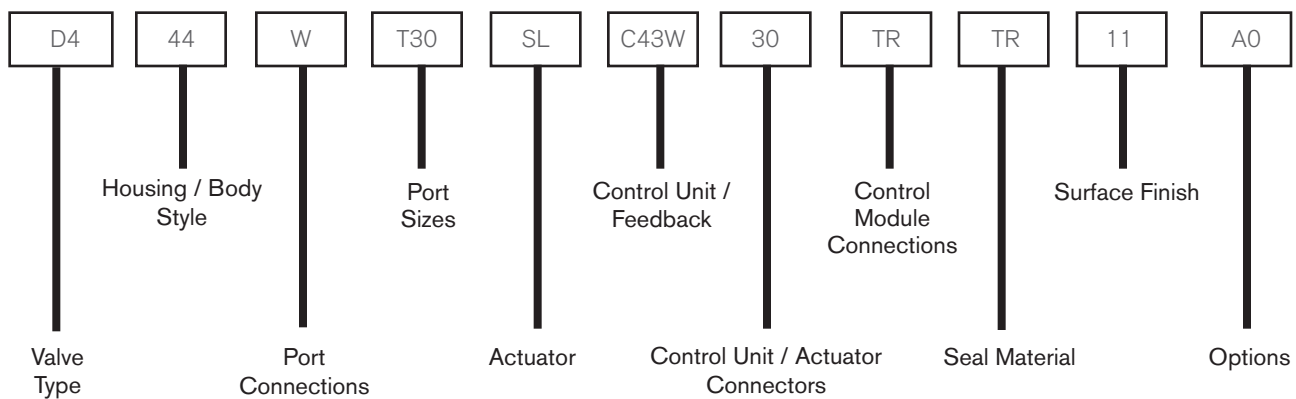 D4 44 W T30 SL C43W 30 TR TR 11 A0
Housing / Body
Style
Port
Sizes
Control Unit /
Feedback
Control
Module
Connections
Surface Finish
Valve
Type
Port
Connections
Actuator
Control Unit / Actuator
Connectors
Seal Material
Options